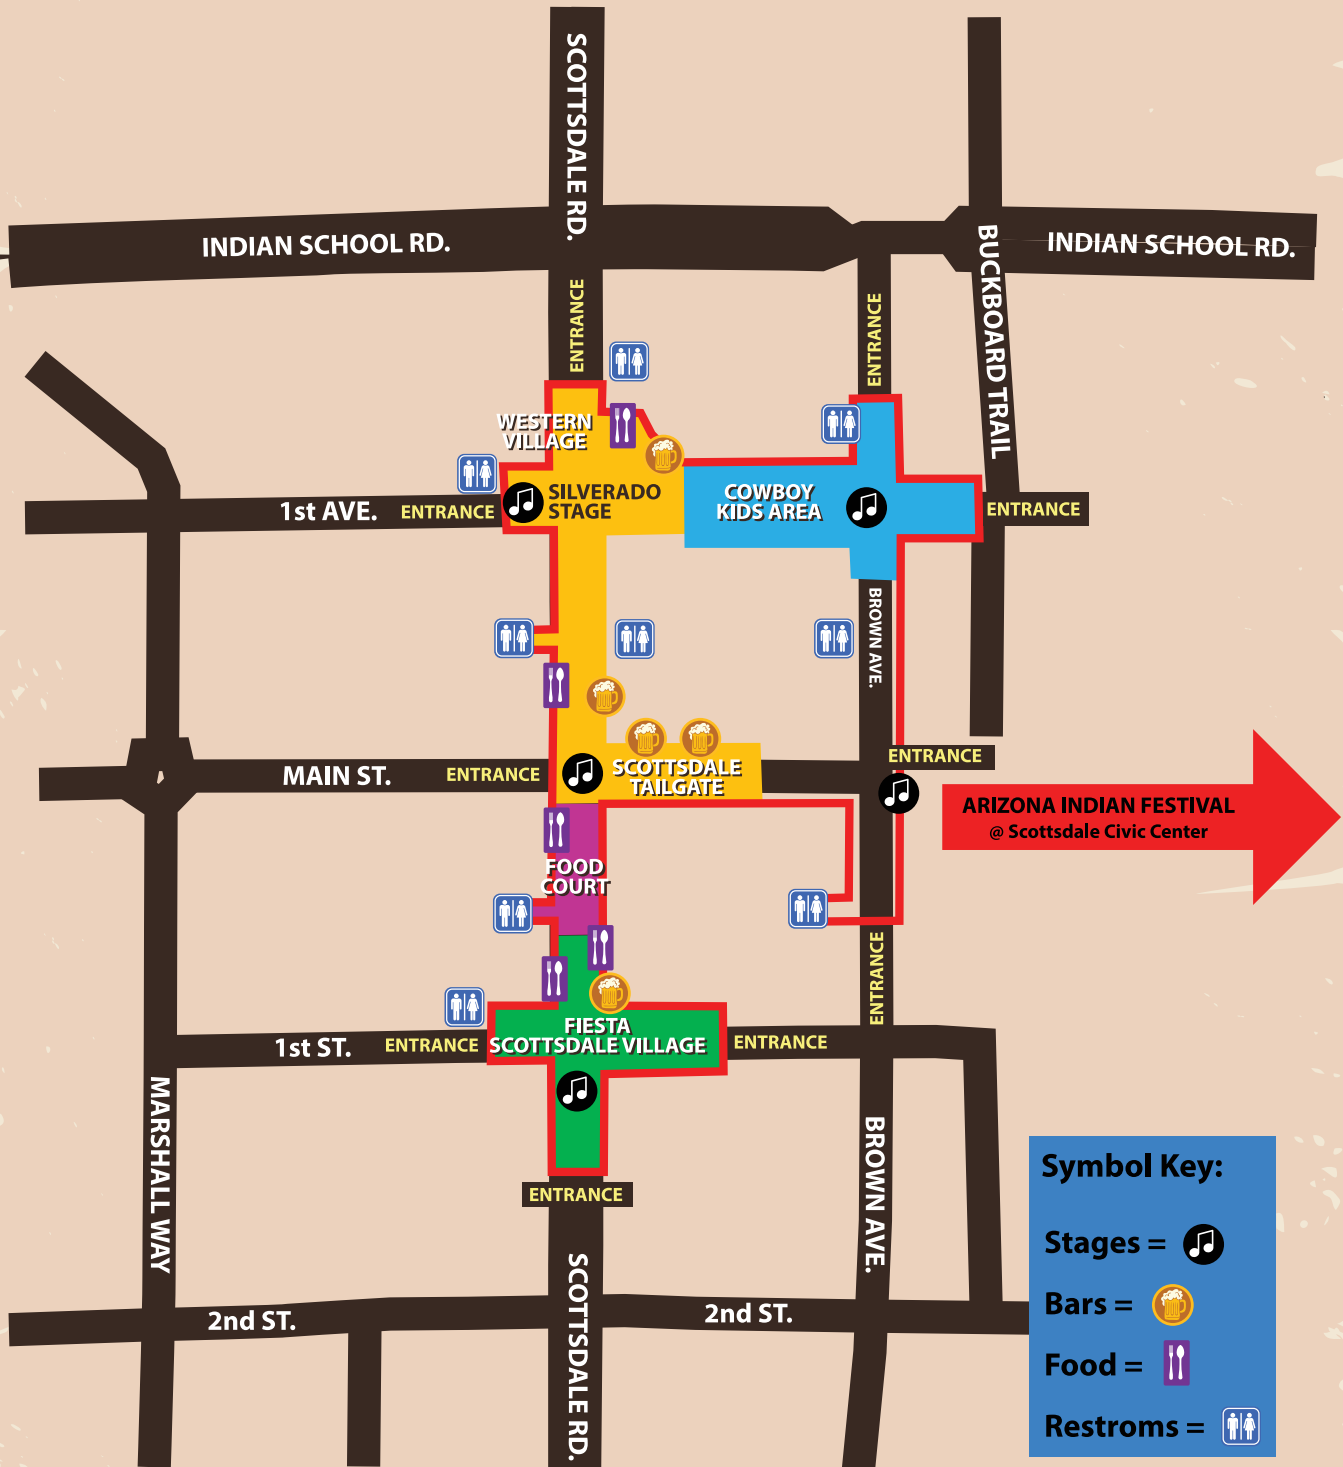 SCOTTSDALE RD.
INDIAN SCHOOL RD.
INDIAN SCHOOL RD.
BUCKBOARD TRAIL
ENTRANCE
ENTRANCE
WESTERN
VILLAGE
SILVERADO
STAGE
COWBOY
KIDS AREA
1st AVE.
ENTRANCE
ENTRANCE
BROWN AVE.
ENTRANCE
MAIN ST.
ENTRANCE
SCOTTSDALE
TAILGATE
ARIZONA INDIAN FESTIVAL
@ Scottsdale Civic Center
FOOD
COURT
ENTRANCE
FIESTA
SCOTTSDALE VILLAGE
1st ST.
ENTRANCE
ENTRANCE
MARSHALL WAY
BROWN AVE.
ENTRANCE
SCOTTSDALE RD.
2nd ST.
2nd ST.
Symbol Key:
Stages =
Bars =
Food =
Restroms =